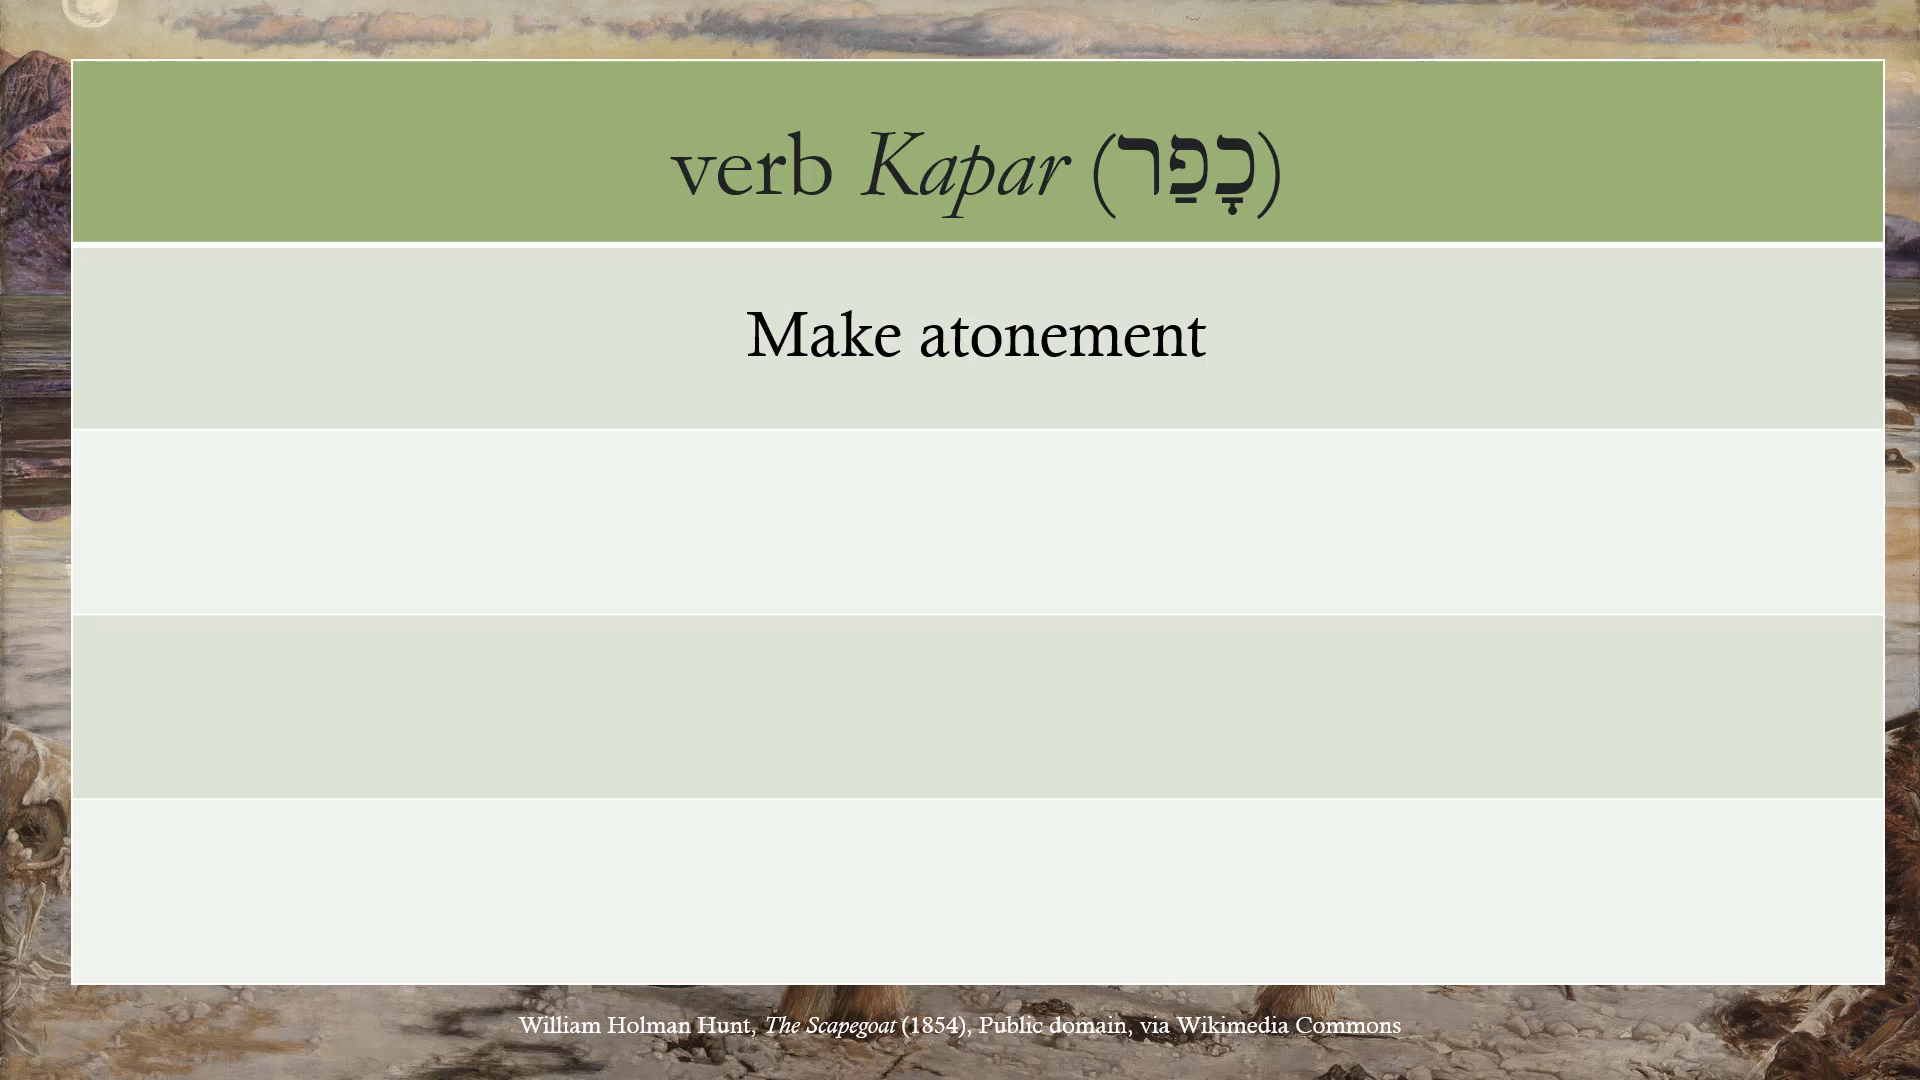 verb Kapar (כָפַר)
Make atonement
William Holman Hunt, The Scapegoat (1854), Public domain, via Wikimedia Commons